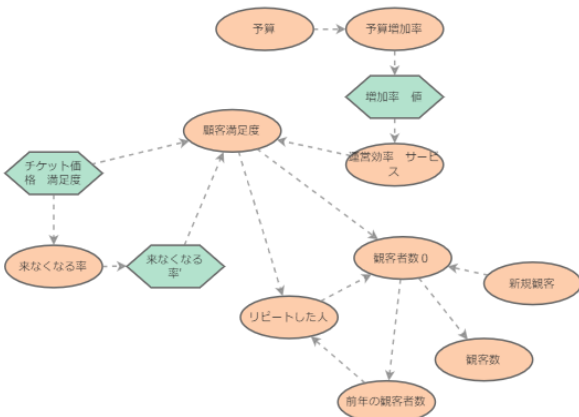 予算
予算増加率
増加率　値
顧客満足度
運営効率　サービ
ス
チケット価
格　満足度
来なくなる率
来なくなる
率'
観客者数０
新規観客
リピートした人
観客数
前年の観客者数